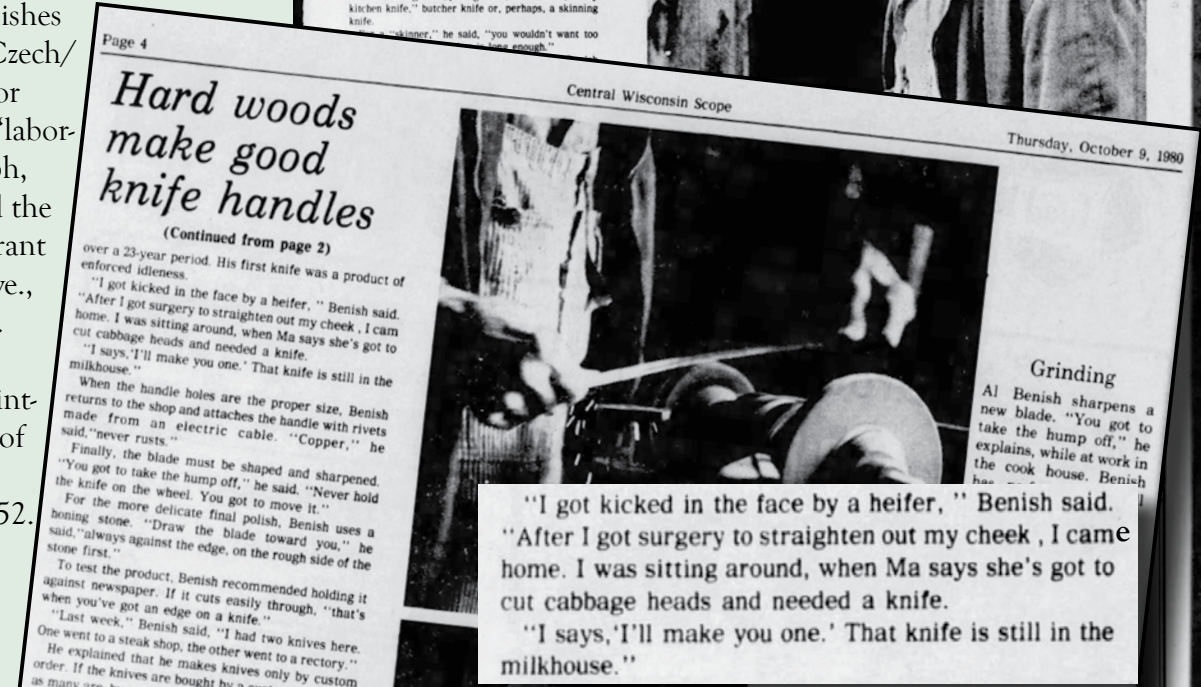 ishes
Czech/
or
labor-
oh,
l the
rant
ve.,
int-
of
52.
kitchen knife," butcher knife or, perhaps, a skinning
knife.
"skinner," he said, "you wouldn't want too
long enough."
Page 4
Central Wisconsin Scope
Thursday, October 9, 1980
Hard woods
make good
knife handles
(Continued from page 2)
over a 23-year period. His first knife was a product of
enforced idleness.
"I got kicked in the face by a heifer, " Benish said.
"After I got surgery to straighten out my cheek , I cam
home. I was sitting around, when Ma says she's got to
cut cabbage heads and needed a knife.
"I says,'I'll make you one.' That knife is still in the
milkhouse."
When the handle holes are the proper size, Benish
returns to the shop and attaches the handle with rivets
made from an electric cable. "Copper," he
said,"never rusts."
Finally, the blade must be shaped and sharpened.
"You got to take the hump off," he said. "Never hold
the knife on the wheel. You got to move it."
For the more delicate final polish, Benish uses a
honing stone. "Draw the blade toward you," he
said,"always against the edge, on the rough side of the
stone first."
To test the product, Benish recommended holding it
against newspaper. If it cuts easily through, "that's
when you've got an edge on a knife."
"Last week," Benish said, "I had two knives here.
One went to a steak shop, the other went to a rectory."
He explained that he makes knives only by custom
order. If the knives are bought by a
as many are
Grinding
Al Benish sharpens a
new blade. "You got to
take the hump off," he
explains, while at work in
the cook house. Benish
"I got kicked in the face by a heifer, " Benish said.
"After I got surgery to straighten out my cheek , I came
home. I was sitting around, when Ma says she's got to
cut cabbage heads and needed a knife.
"I says,'I'll make you one.' That knife is still in the
milkhouse."